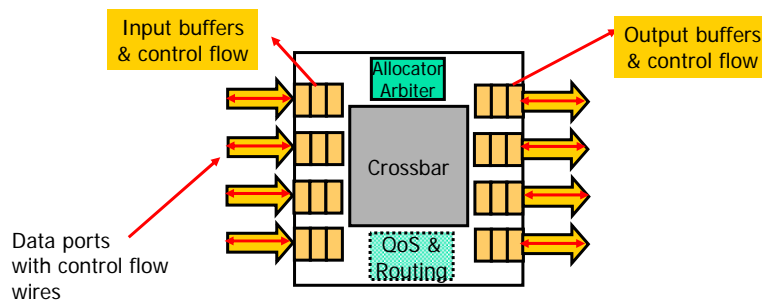 Input buffers
& control flow
Output buffers
& control flow
Allocator
Arbiter
Crossbar
QoS &
Routing
Data ports
with control flow
wires